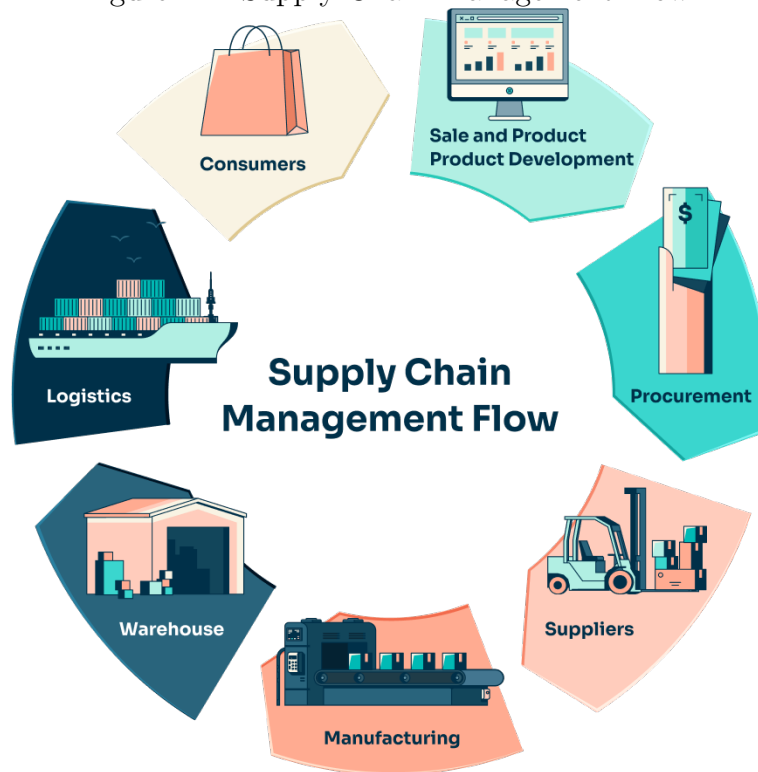 Consumers
Sale and Product
Product Development
$
Procurement
Logistics
Supply Chain
Management Flow
Suppliers
Warehouse
Manufacturing